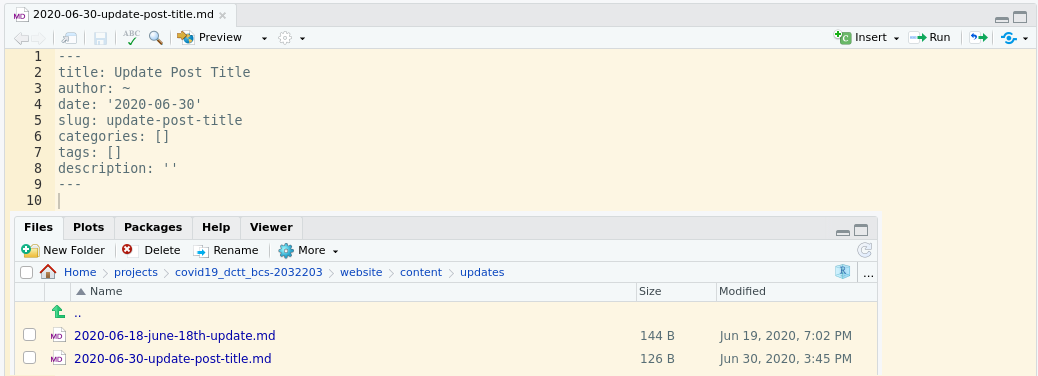 2020-06-30-update-post-title.md
ABC Preview Insert Run
1 ---
2 title: Update Post Title
3 author: ~
4 date: '2020-06-30'
5 slug: update-post-title
6 categories: []
7 tags: []
8 description: ''
9 ---
10
Files Plots Packages Help Viewer
New Folder Delete Rename More
Home projects covid19_dctt_bcs-2032203 website content updates R ...
Name Size Modified
..
MD 2020-06-18-june-18th-update.md 144 B Jun 19, 2020, 7:02 PM
MD 2020-06-30-update-post-title.md 126 B Jun 30, 2020, 3:45 PM